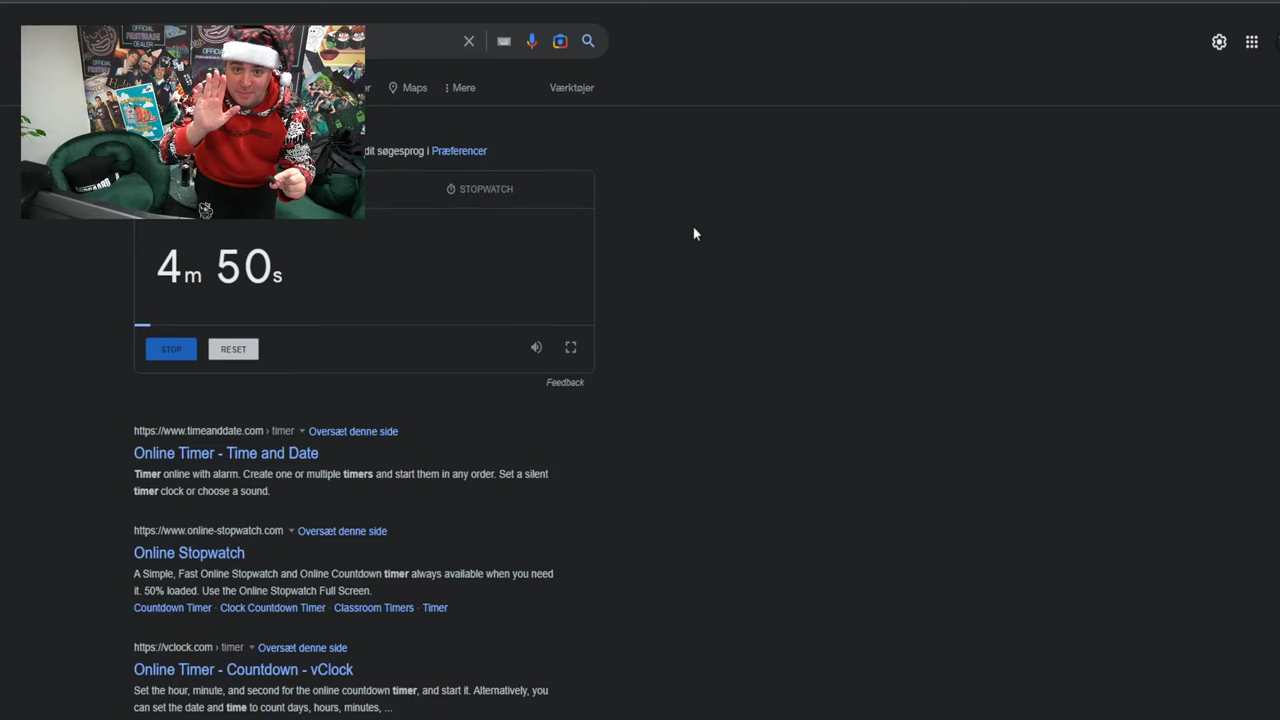 Maps
Mere
Værktøjer
dit søgesprog i Præferencer
STOPWATCH
4m 50s
STOP
RESET
Feedback
https://www.timeanddate.com › timer Oversæt denne side
Online Timer - Time and Date
Timer online with alarm. Create one or multiple timers and start them in any order. Set a silent
timer clock or choose a sound.
https://www.online-stopwatch.com Oversæt denne side
Online Stopwatch
A Simple, Fast Online Stopwatch and Online Countdown timer always available when you need
it. 50% loaded. Use the Online Stopwatch Full Screen.
Countdown Timer · Clock Countdown Timer · Classroom Timers · Timer
https://vclock.com › timer Oversæt denne side
Online Timer - Countdown - vClock
Set the hour, minute, and second for the online countdown timer, and start it. Alternatively, you
can set the date and time to count days, hours, minutes, ...